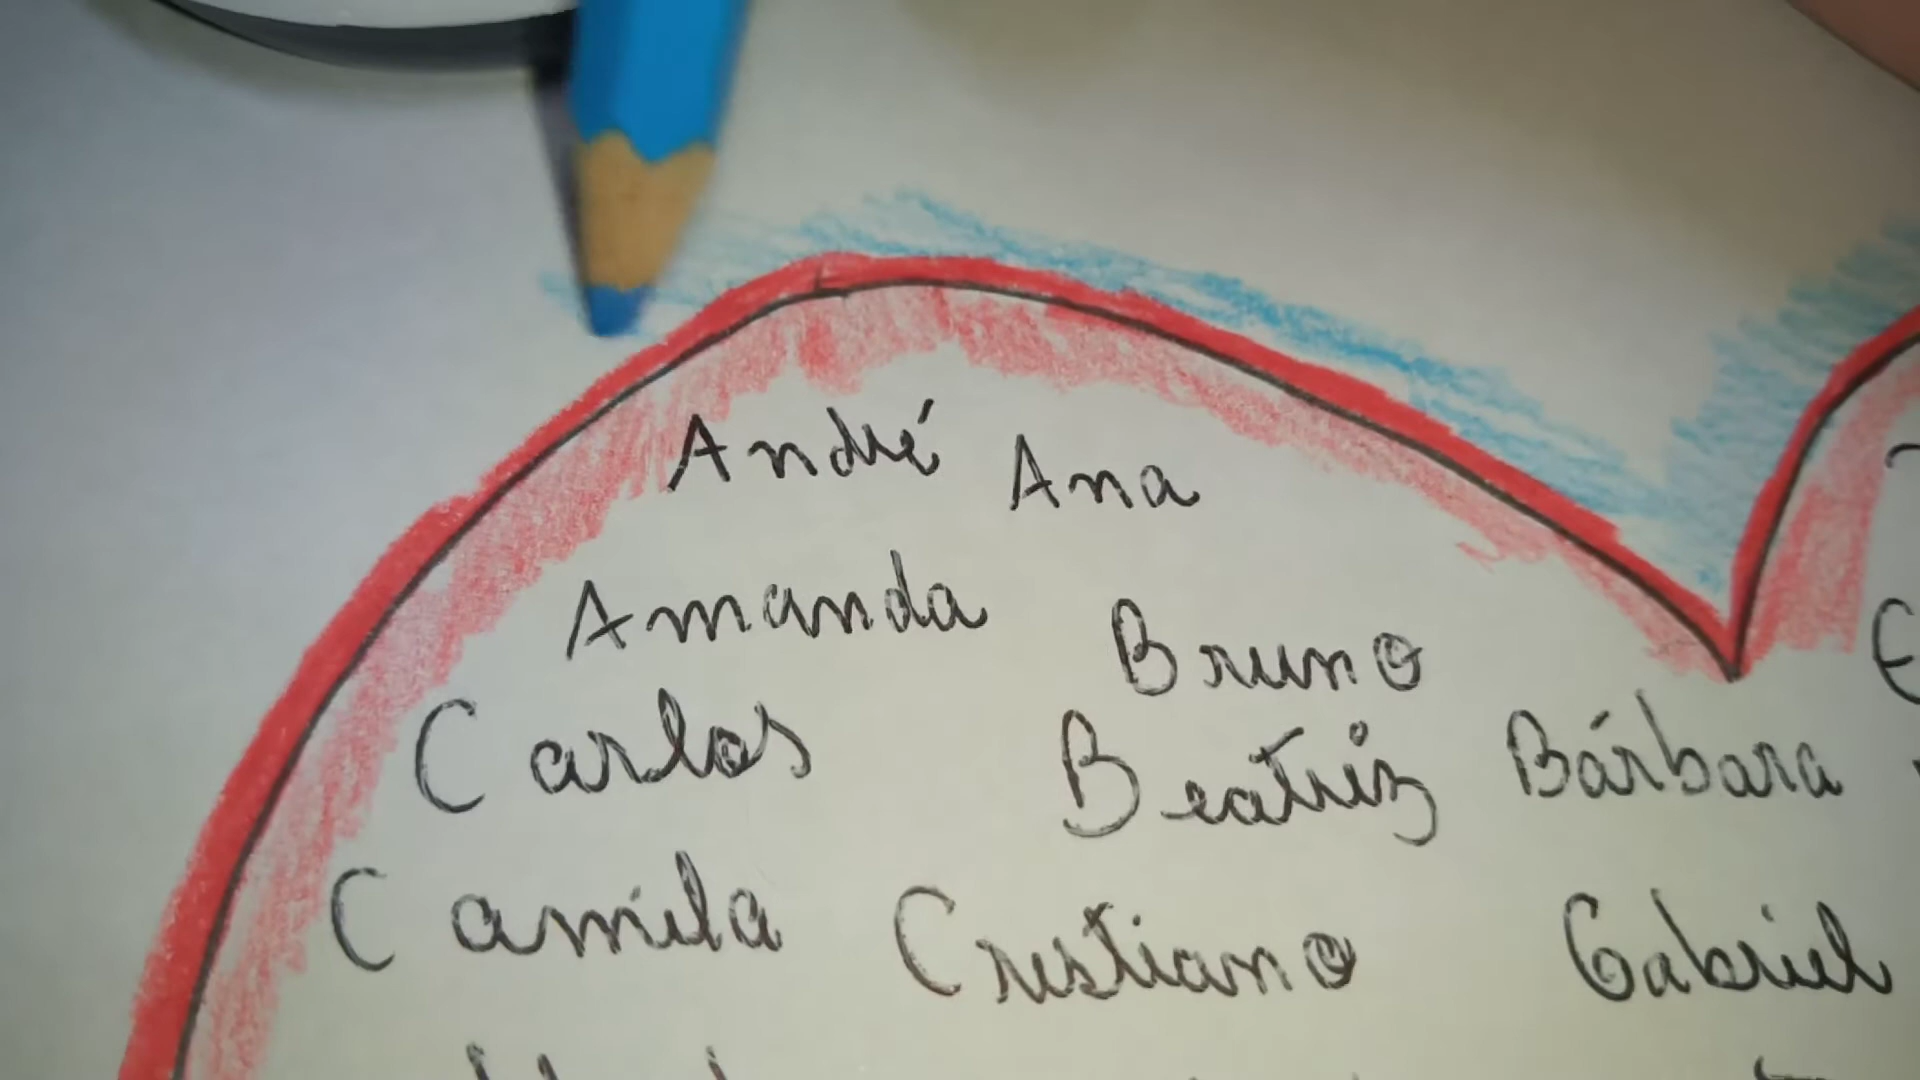 André Ana
Amanda
Bruno
Carlos
Beatriz Bárbara
Camila Cristiano Gabriel